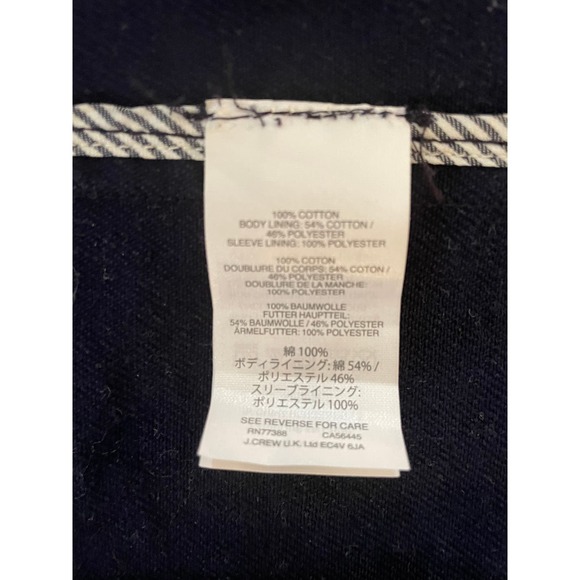 100% COTTON
BODY LINING: 54% COTTON /
46% POLYESTER
SLEEVE LINING: 100% POLYESTER
100% COTON
DOUBLURE DU CORPS: 54% COTON /
46% POLYESTER
DOUBLURE DE LA MANCHE:
100% POLYESTER
100% BAUMWOLLE
FUTTER HAUPTTEIL:
54% BAUMWOLLE / 46% POLYESTER
ÄRMELFUTTER: 100% POLYESTER
綿 100%
ボディライニング: 綿 54% /
ポリエステル 46%
スリーブライニング:
ポリエステル 100%
SEE REVERSE FOR CARE
RN77388 CA56445
J.CREW U.K. Ltd EC4V 6JA